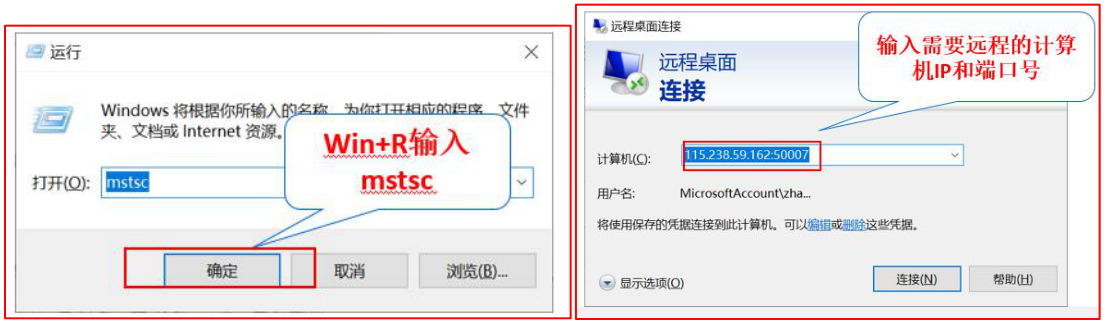 运行
Windows 将根据你所输入的名称，为你打开相应的程序、文件
夹、文档或 Internet 资源。
Win+R输入
mstsc
打开(O):
mstsc
确定
取消
浏览(B)...
远程桌面连接
输入需要远程的计算
机IP和端口号
远程桌面
连接
计算机(C):
115.238.59.162:50007
用户名:
MicrosoftAccount\zha...
将使用保存的凭据连接到此计算机。可以编辑或删除这些凭据。
显示选项(O)
连接(N)
帮助(H)